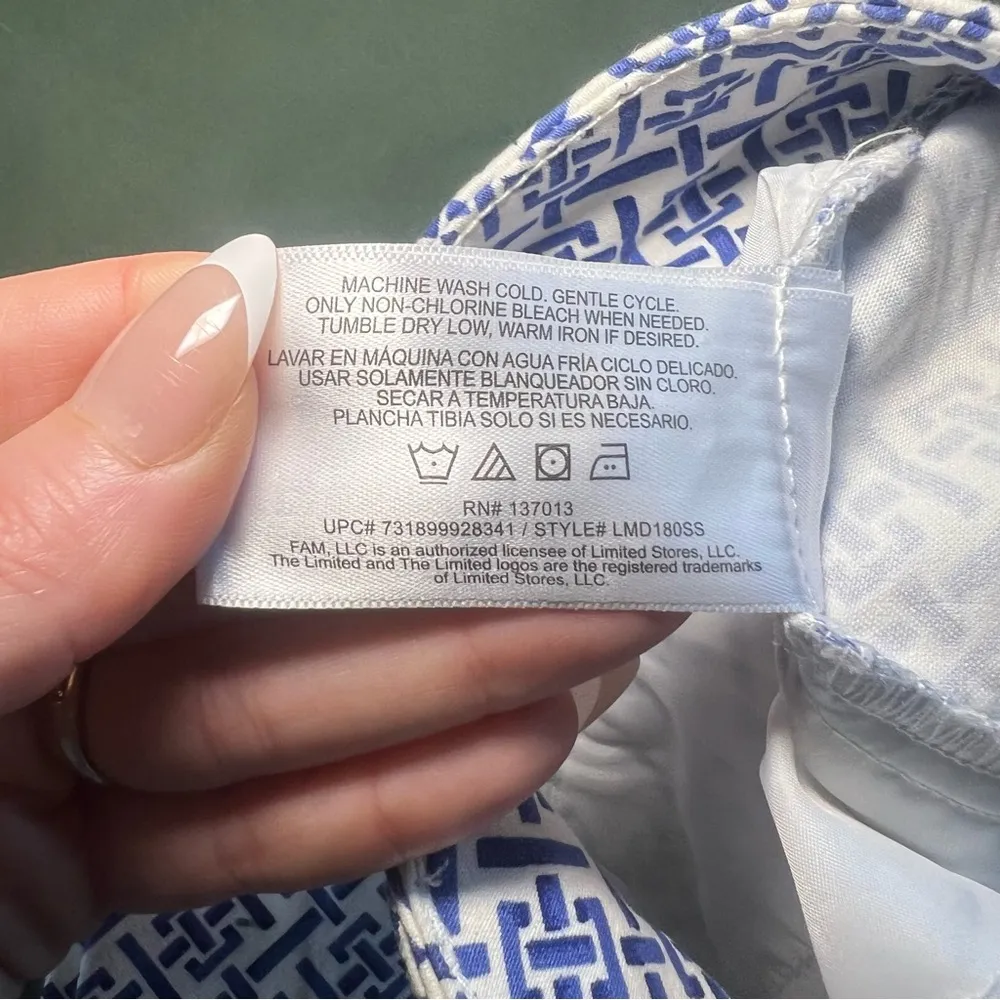 MACHINE WASH COLD. GENTLE CYCLE.
ONLY NON-CHLORINE BLEACH WHEN NEEDED.
TUMBLE DRY LOW, WARM IRON IF DESIRED.
LAVAR EN MÁQUINA CON AGUA FRÍA CICLO DELICADO.
USAR SOLAMENTE BLANQUEADOR SIN CLORO.
SECAR A TEMPERATURA BAJA.
PLANCHA TIBIA SOLO SI ES NECESARIO.
RN# 137013
UPC# 731899928341 / STYLE# LMD180SS
FAM, LLC is an authorized licensee of Limited Stores, LLC.
The Limited and The Limited logos are the registered trademarks
of Limited Stores, LLC.